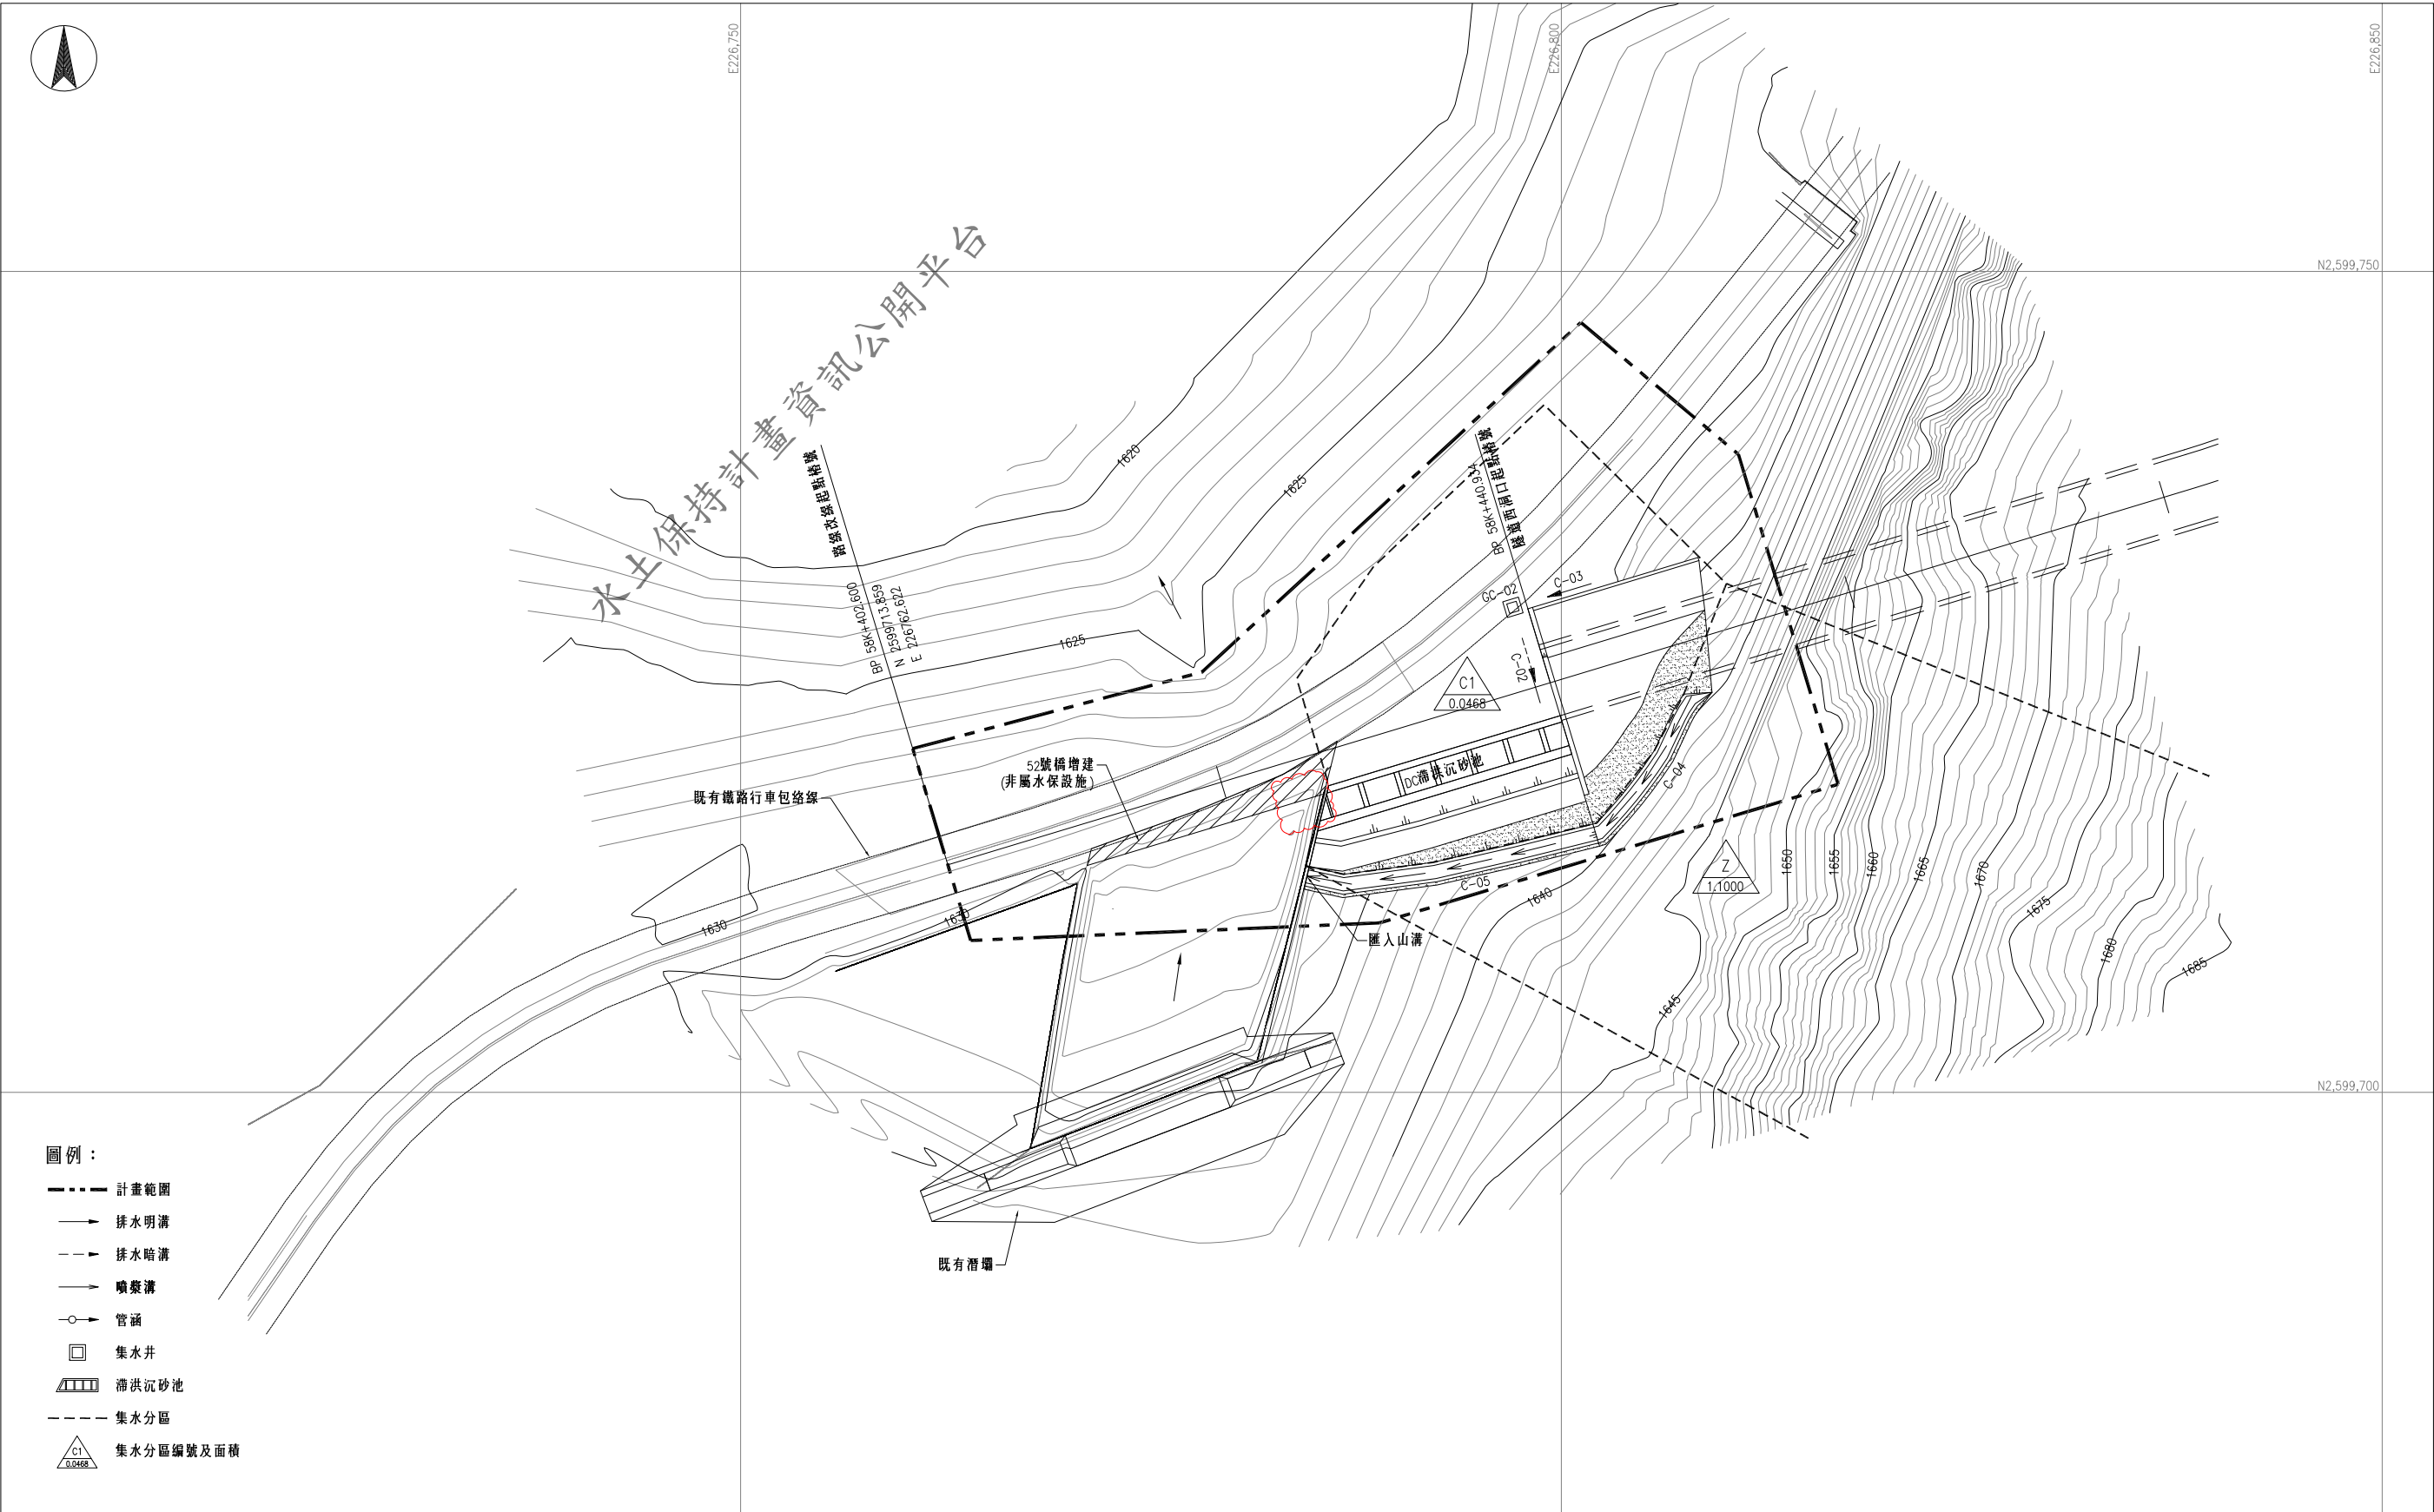 E226,750
E226,800
E226,850
N2,599,750
水土保持計畫資訊公開平台
1620
1625
路線改線起點樁號
BP 58K+402.600
N 2599713.859
E 226762.622
隧道西洞口起點樁號
BP 58K+440.934
1625
C-03
GC-02
C-02
C1
0.0468
52號橋增建
(非屬水保設施)
既有鐵路行車包絡線
DC滯洪沉砂池
C-04
C-05
Z
1.1000
1630
1630
匯入山溝
1640
1645
1650
1655
1660
1665
1670
1675
1680
1685
N2,599,700
既有潛壩
圖例：
計畫範圍
排水明溝
排水暗溝
噴凝溝
管涵
集水井
滯洪沉砂池
集水分區
C1
0.0468
集水分區編號及面積